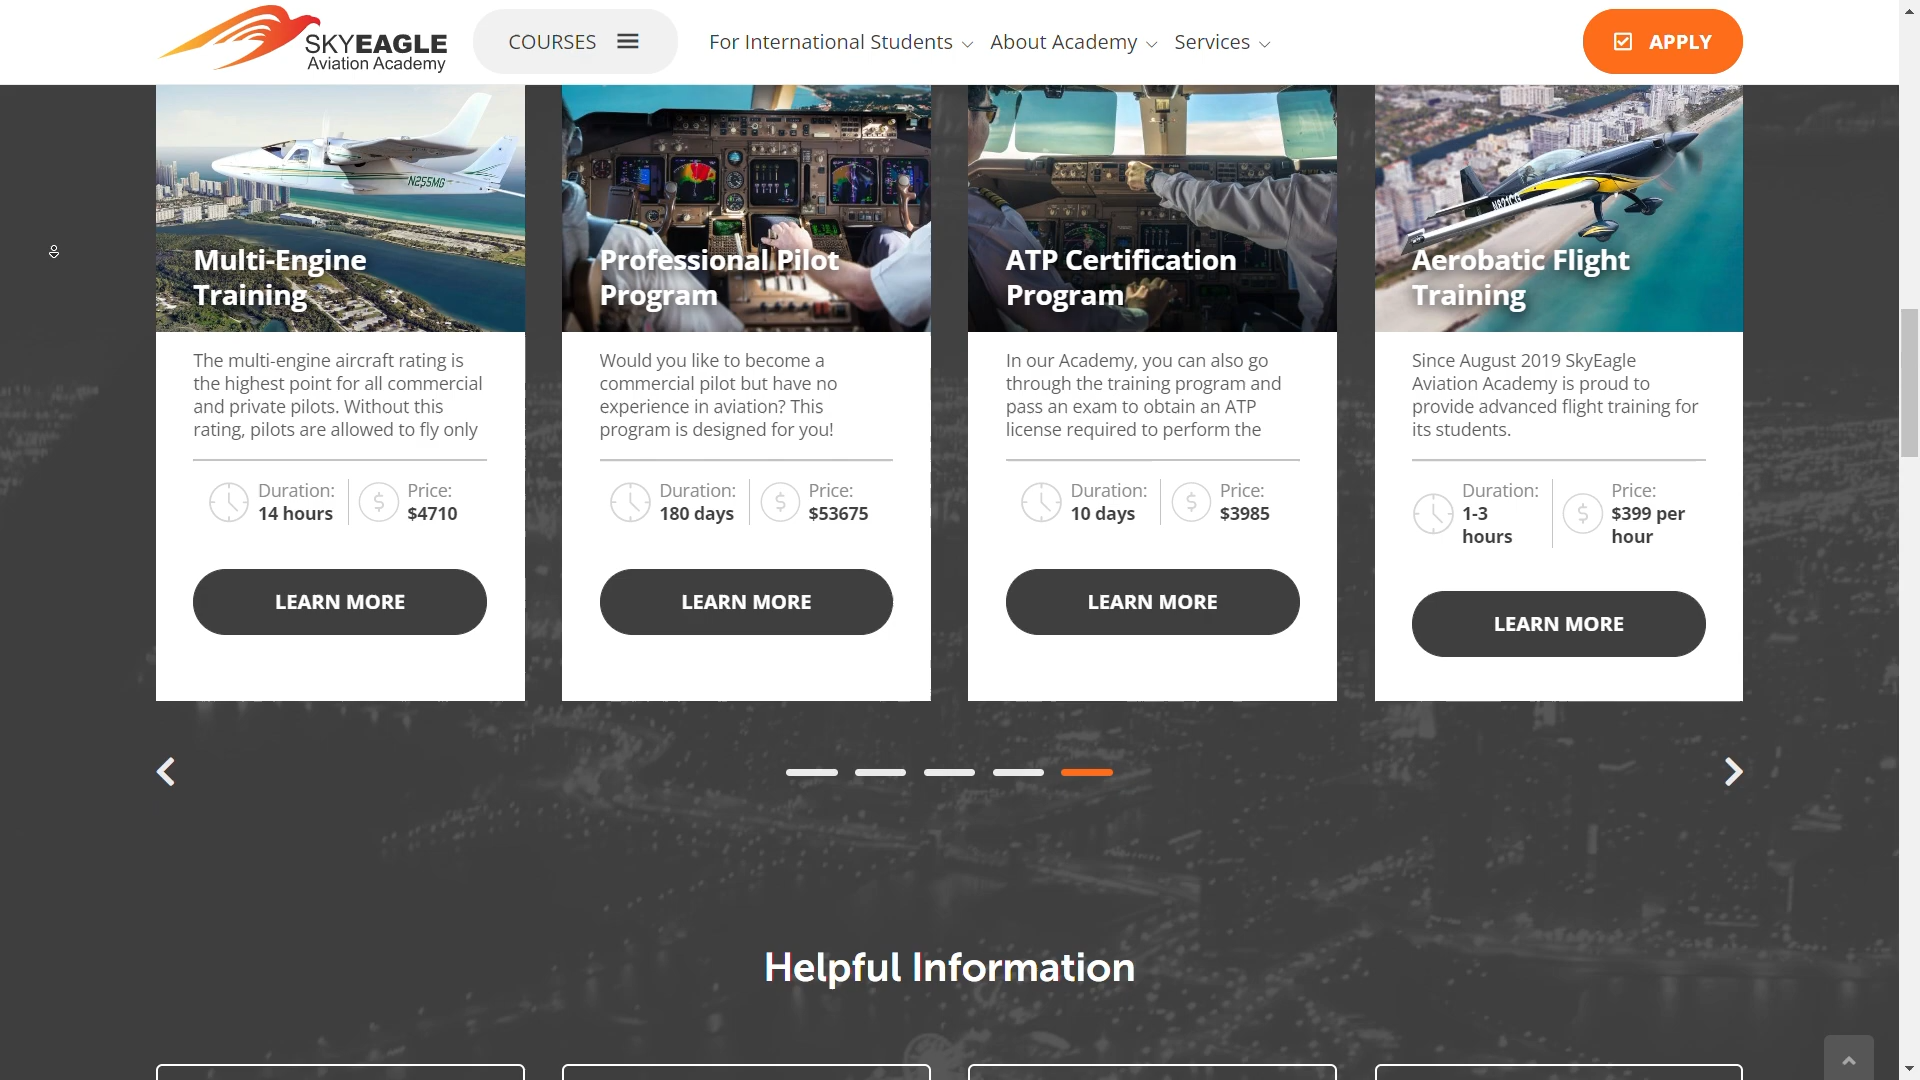 SKYEAGLE
Aviation Academy
COURSES
For International Students
About Academy
Services
APPLY
N255MG
N821CG
Multi-Engine
Training
The multi-engine aircraft rating is
the highest point for all commercial
and private pilots. Without this
rating, pilots are allowed to fly only
Duration:
14 hours
Price:
$4710
LEARN MORE
Professional Pilot
Program
Would you like to become a
commercial pilot but have no
experience in aviation? This
program is designed for you!
Duration:
180 days
Price:
$53675
LEARN MORE
ATP Certification
Program
In our Academy, you can also go
through the training program and
pass an exam to obtain an ATP
license required to perform the
Duration:
10 days
Price:
$3985
LEARN MORE
Aerobatic Flight
Training
Since August 2019 SkyEagle
Aviation Academy is proud to
provide advanced flight training for
its students.
Duration:
1-3
hours
Price:
$399 per
hour
LEARN MORE
Helpful Information